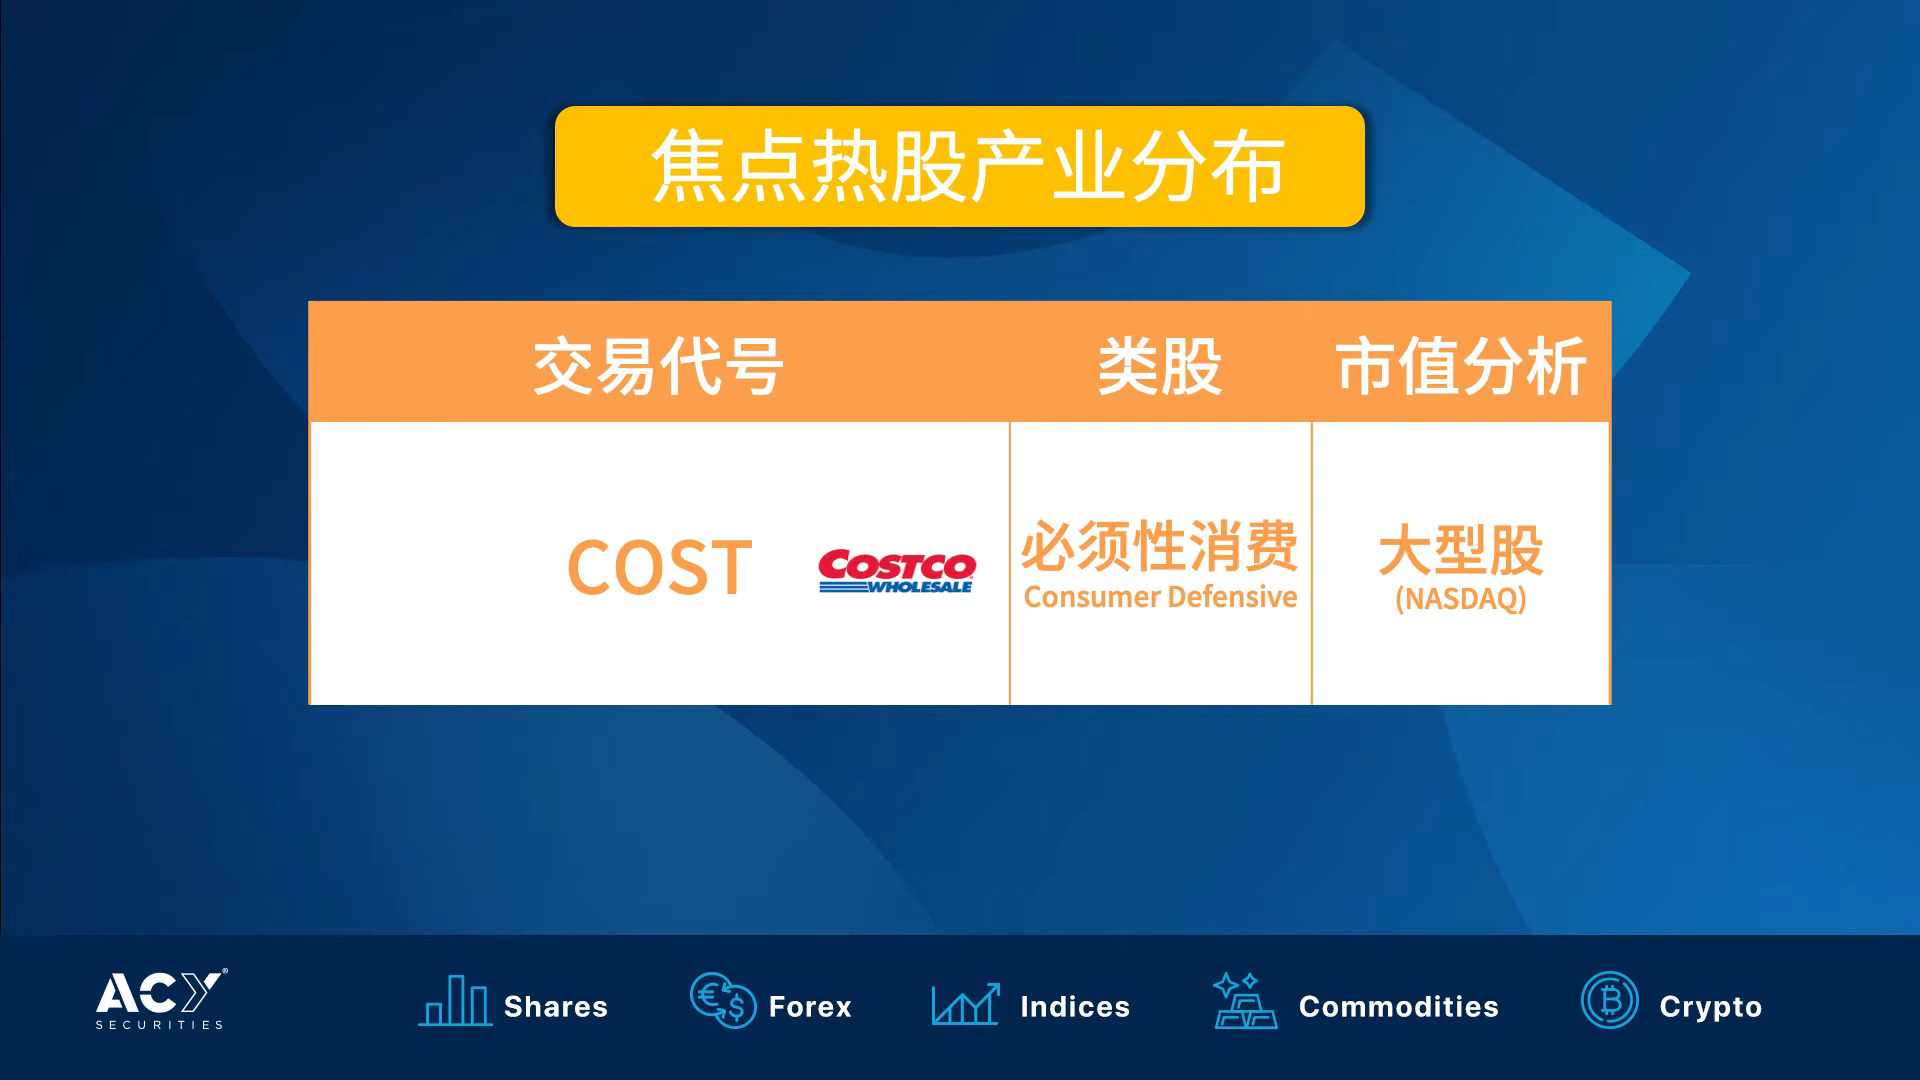 焦点热股产业分布
交易代号
类股
市值分析
COST
COSTCO
WHOLESALE
必须性消费
Consumer Defensive
大型股
(NASDAQ)
ACY®
SECURITIES
Shares
Forex
Indices
Commodities
Crypto